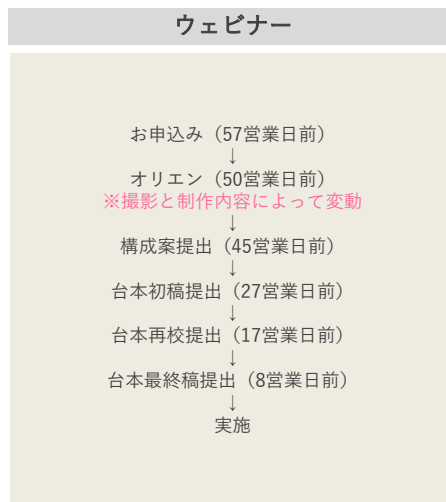 ウェビナー
お申込み（57営業日前）
↓
オリエン（50営業日前）
※撮影と制作内容によって変動
↓
構成案提出（45営業日前）
↓
台本初稿提出（27営業日前）
↓
台本再校提出（17営業日前）
↓
台本最終稿提出（8営業日前）
↓
実施